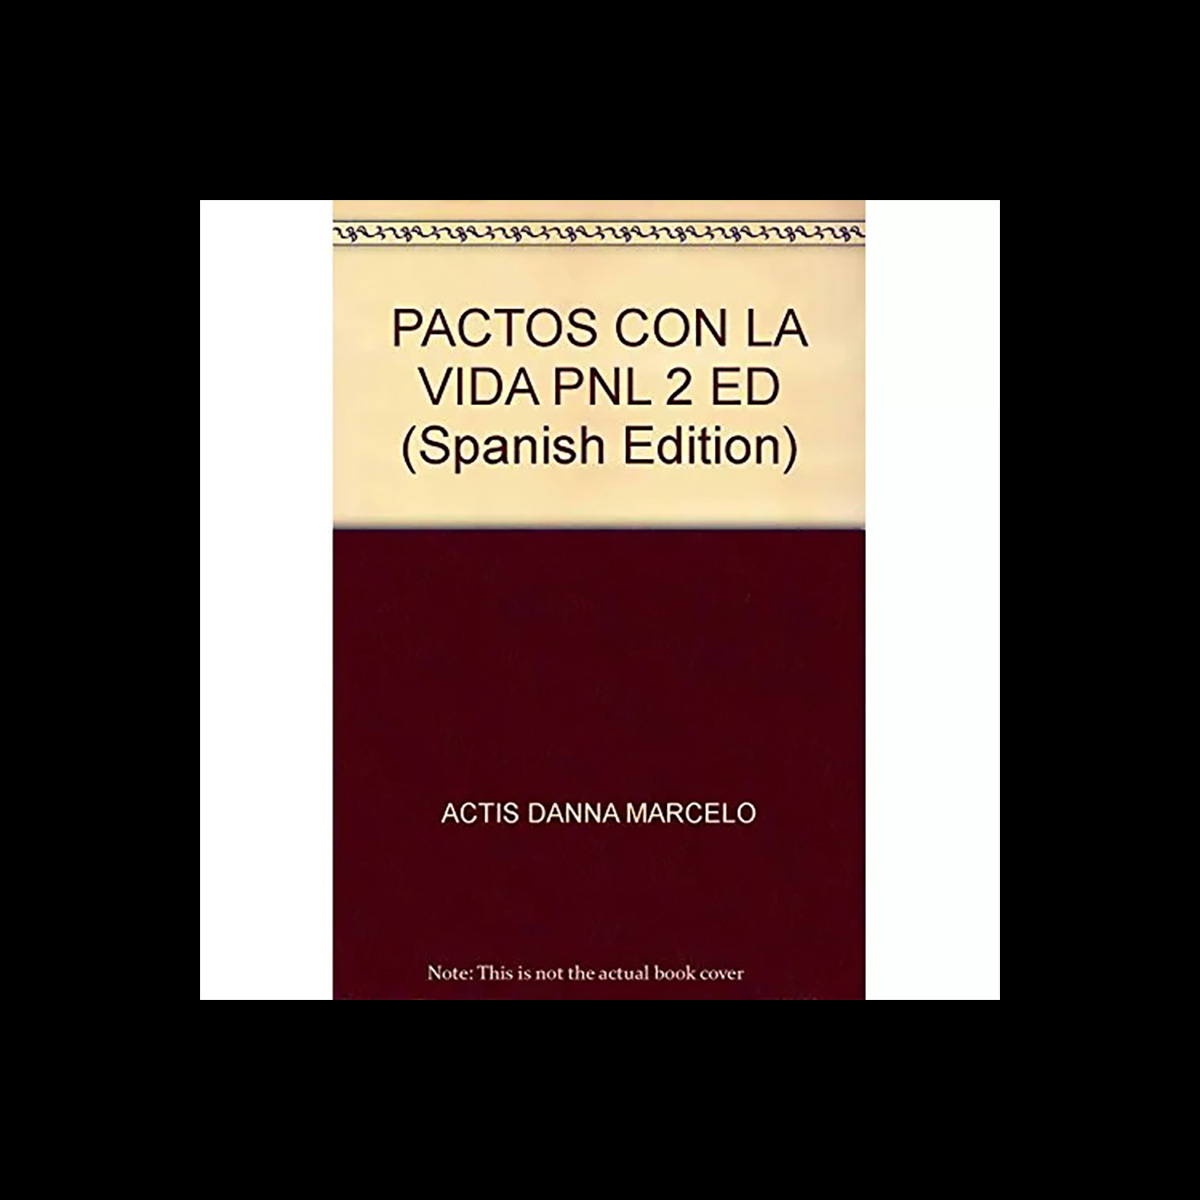 PACTOS CON LA
VIDA PNL 2 ED
(Spanish Edition)
ACTIS DANNA MARCELO
Note: This is not the actual book cover